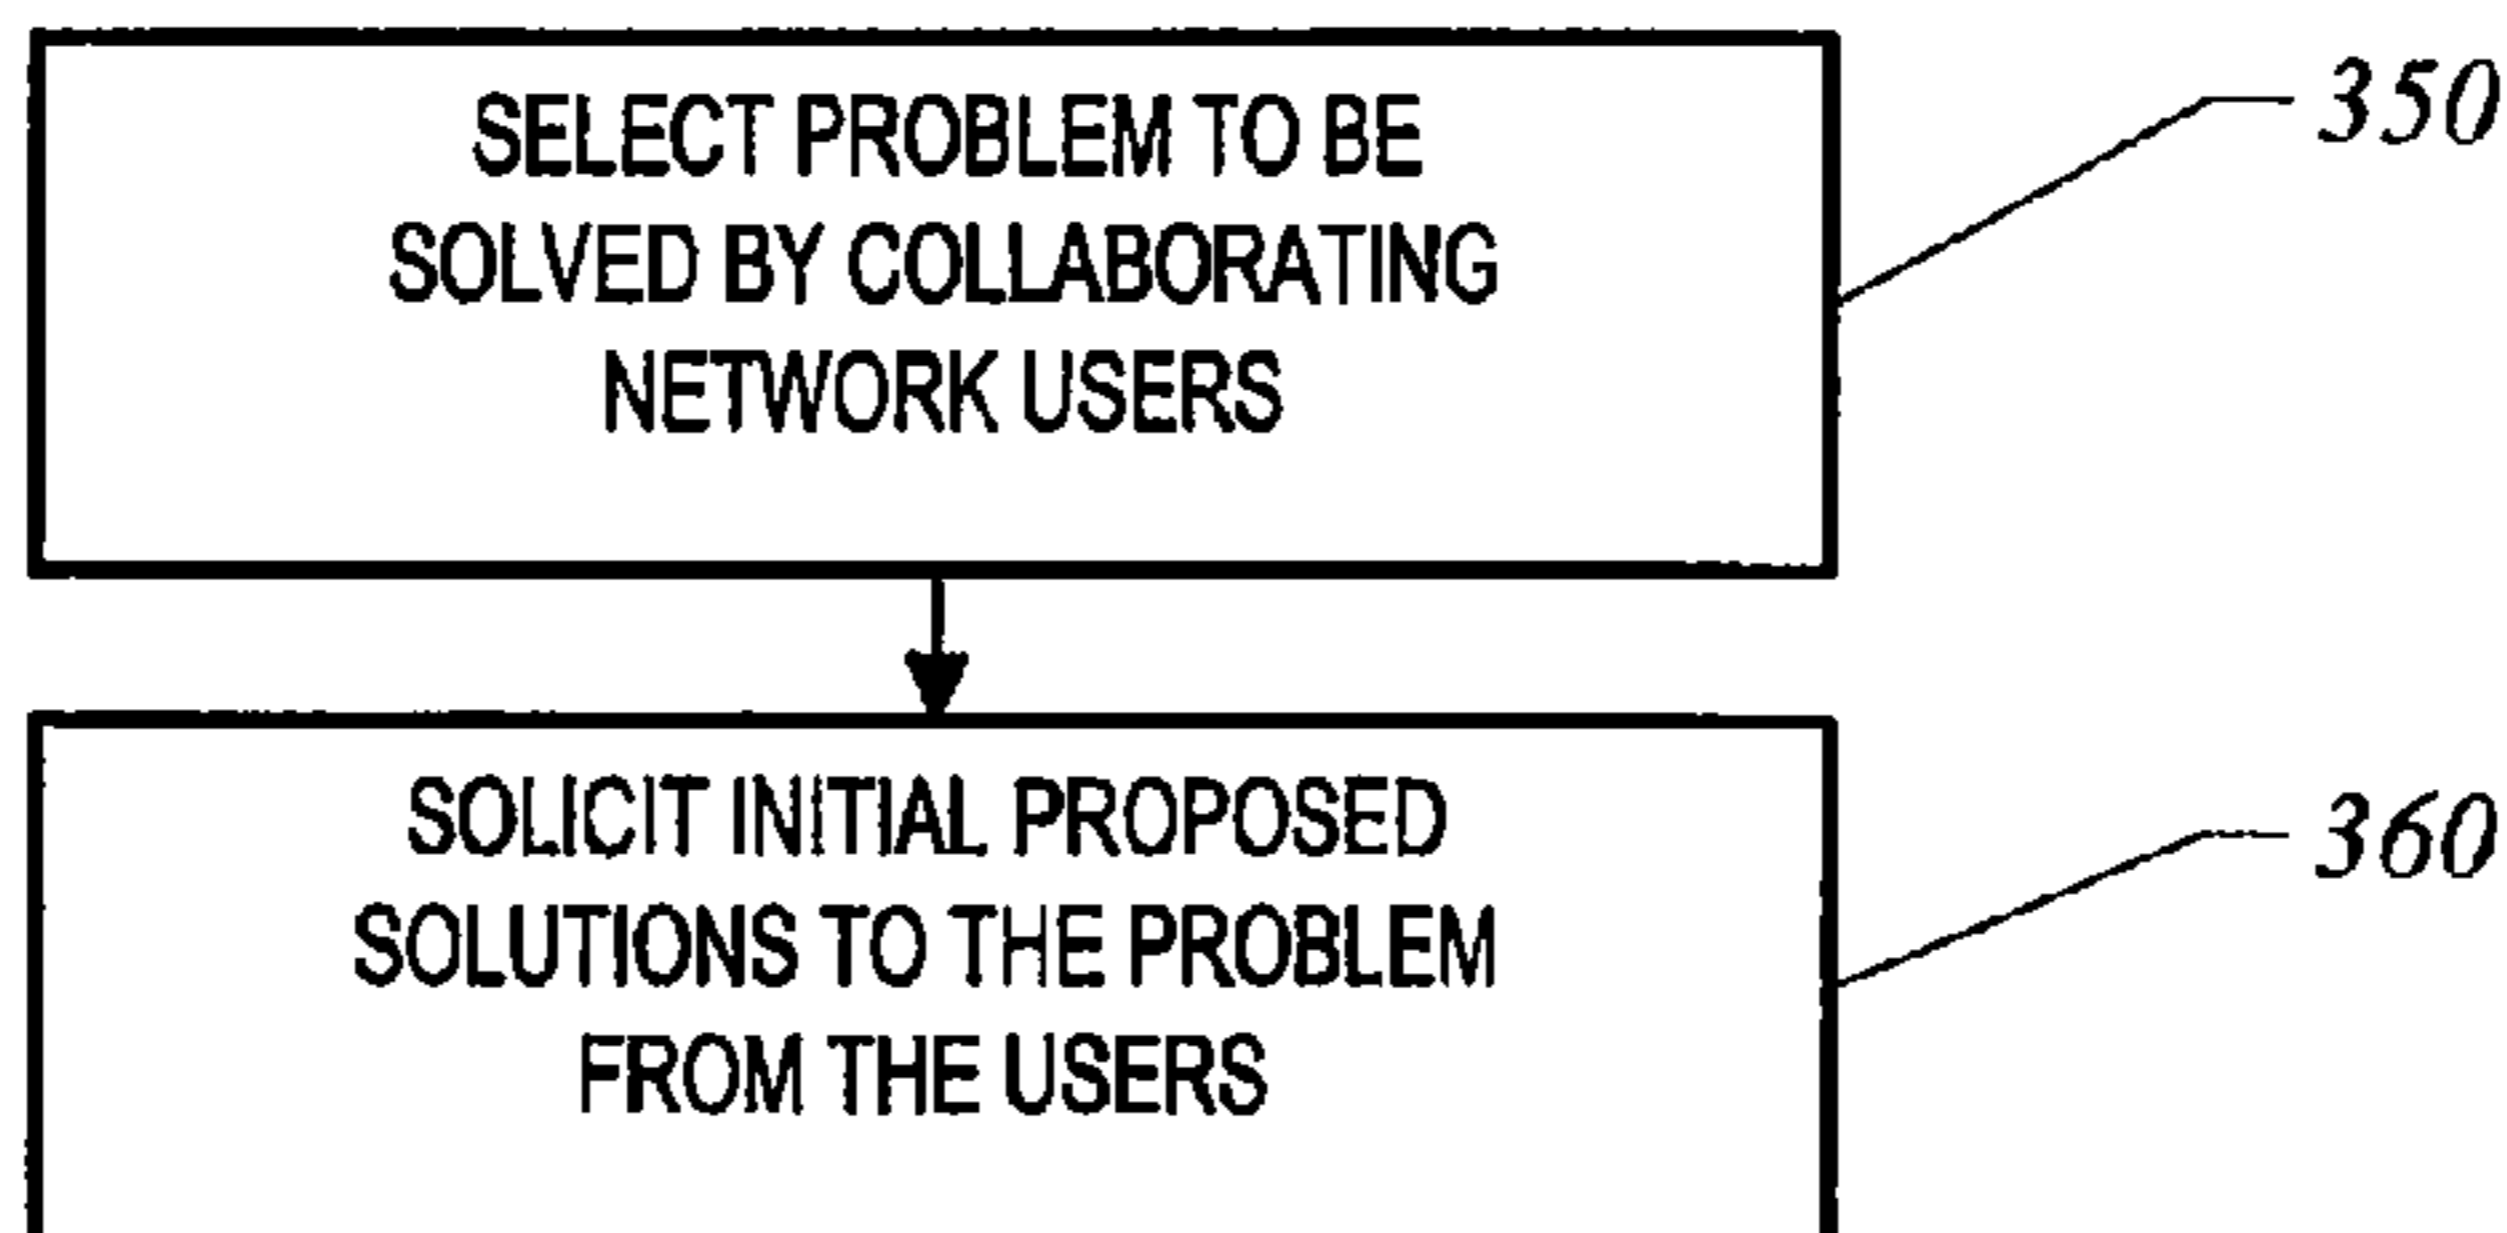 SELECT PROBLEM TO BE
SOLVED BY COLLABORATING
NETWORK USERS
350
SOLICIT INITIAL PROPOSED
SOLUTIONS TO THE PROBLEM
FROM THE USERS
360